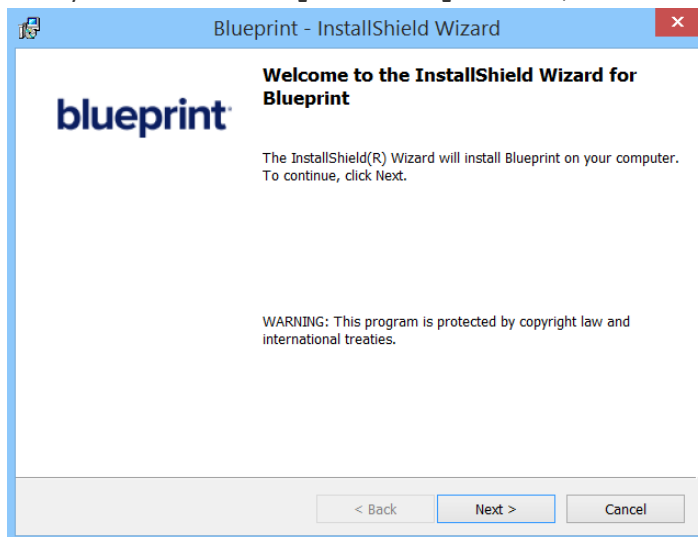 Blueprint - InstallShield Wizard
blueprint
Welcome to the InstallShield Wizard for
Blueprint
The InstallShield(R) Wizard will install Blueprint on your computer.
To continue, click Next.
WARNING: This program is protected by copyright law and
international treaties.
< Back
Next >
Cancel